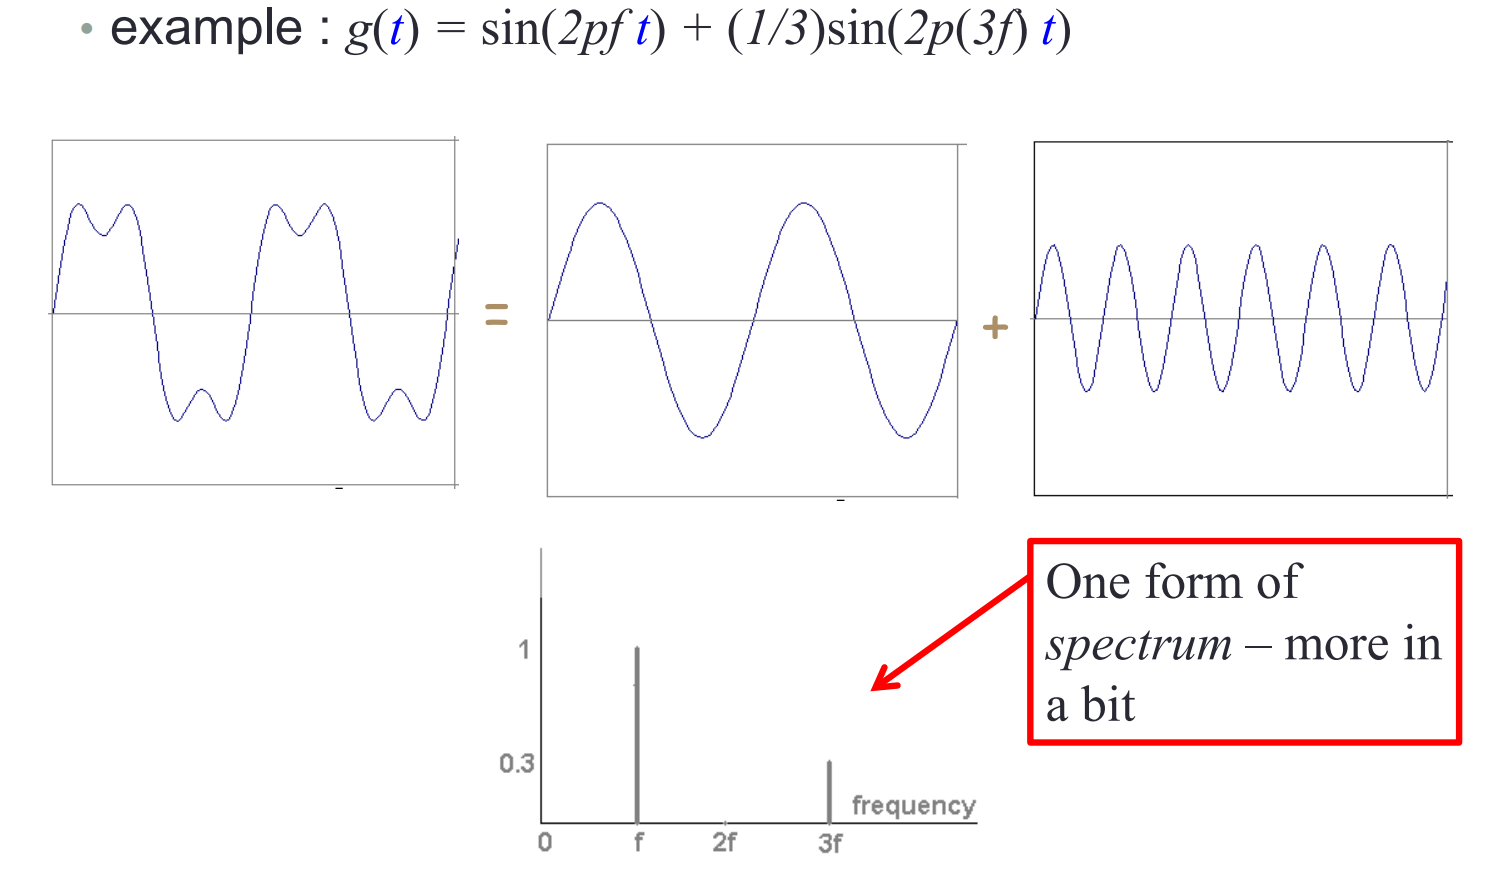 • example : g(t) = sin(2pf t) + (1/3)sin(2p(3f) t)
=
+
One form of
spectrum – more in
a bit
1
0.3
frequency
0 f 2f 3f